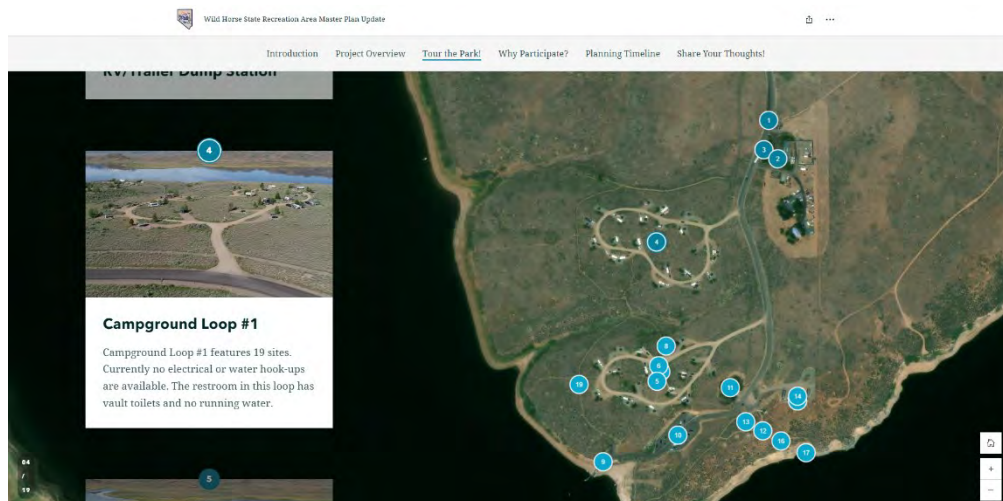 Wild Horse State Recreation Area Master Plan Update
Introduction Project Overview Tour the Park! Why Participate? Planning Timeline Share Your Thoughts!
RV/Trailer Dump Station
4
Campground Loop #1
Campground Loop #1 features 19 sites.
Currently no electrical or water hook-ups
are available. The restroom in this loop has
vault toilets and no running water.
5
04
/
19
1
3
2
4
8
6
5
19
11
14
13
12
10
16
17
9
+
−